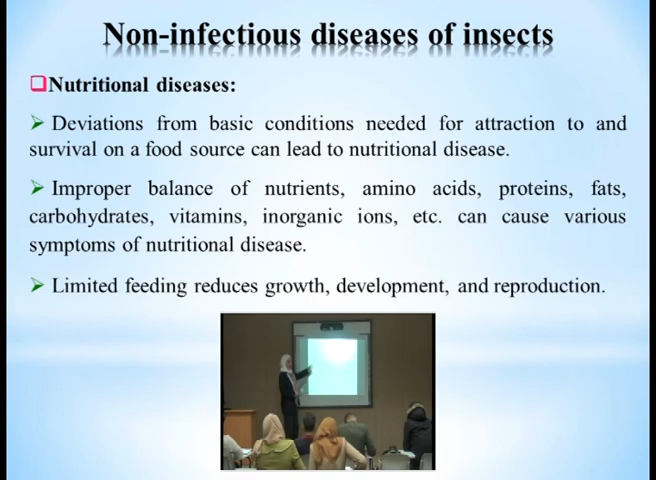 Non-infectious diseases of insects
Nutritional diseases:
Deviations from basic conditions needed for attraction to and
survival on a food source can lead to nutritional disease.
Improper balance of nutrients, amino acids, proteins, fats,
carbohydrates, vitamins, inorganic ions, etc. can cause various
symptoms of nutritional disease.
Limited feeding reduces growth, development, and reproduction.